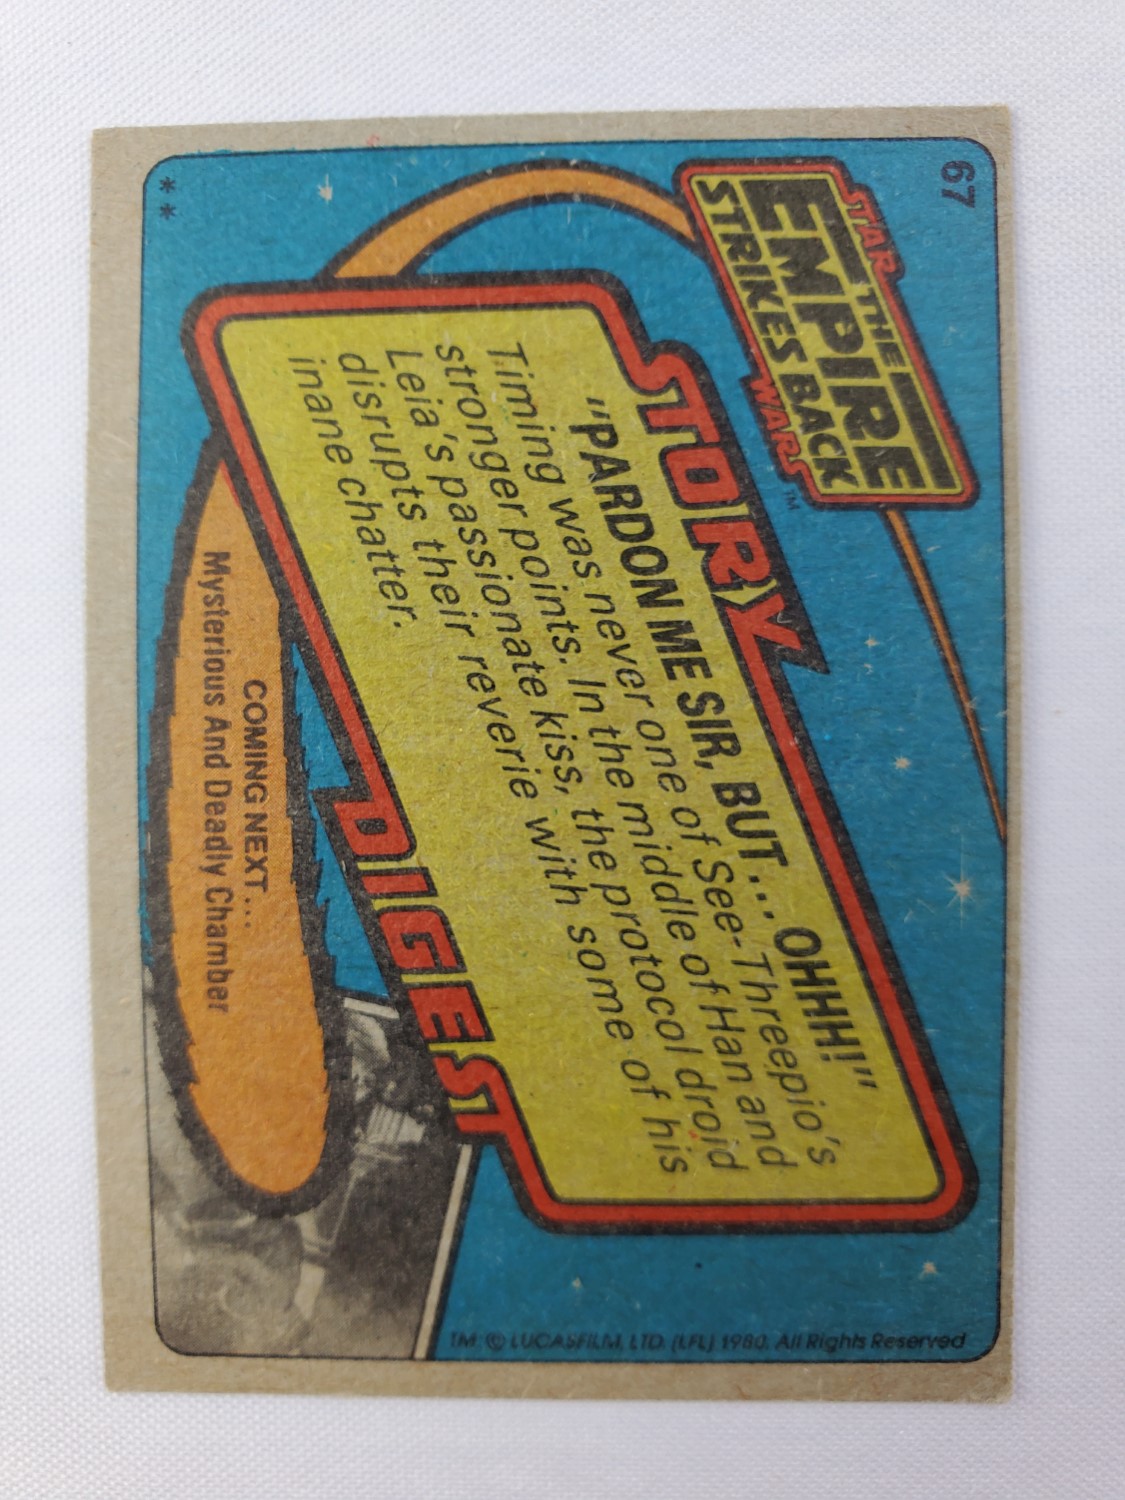 67
STAR
THE
EMPIRE
STRIKES BACK
WARS™
STORY
"PARDON ME SIR, BUT... OHHH!"
Timing was never one of See-Threepio's
stronger points. In the middle of Han and
Leia's passionate kiss, the protocol droid
disrupts their reverie with some of his
inane chatter.
DIGEST
COMING NEXT...
Mysterious And Deadly Chamber
**
TM © LUCASFILM, LTD. (LFL) 1980. All Rights Reserved